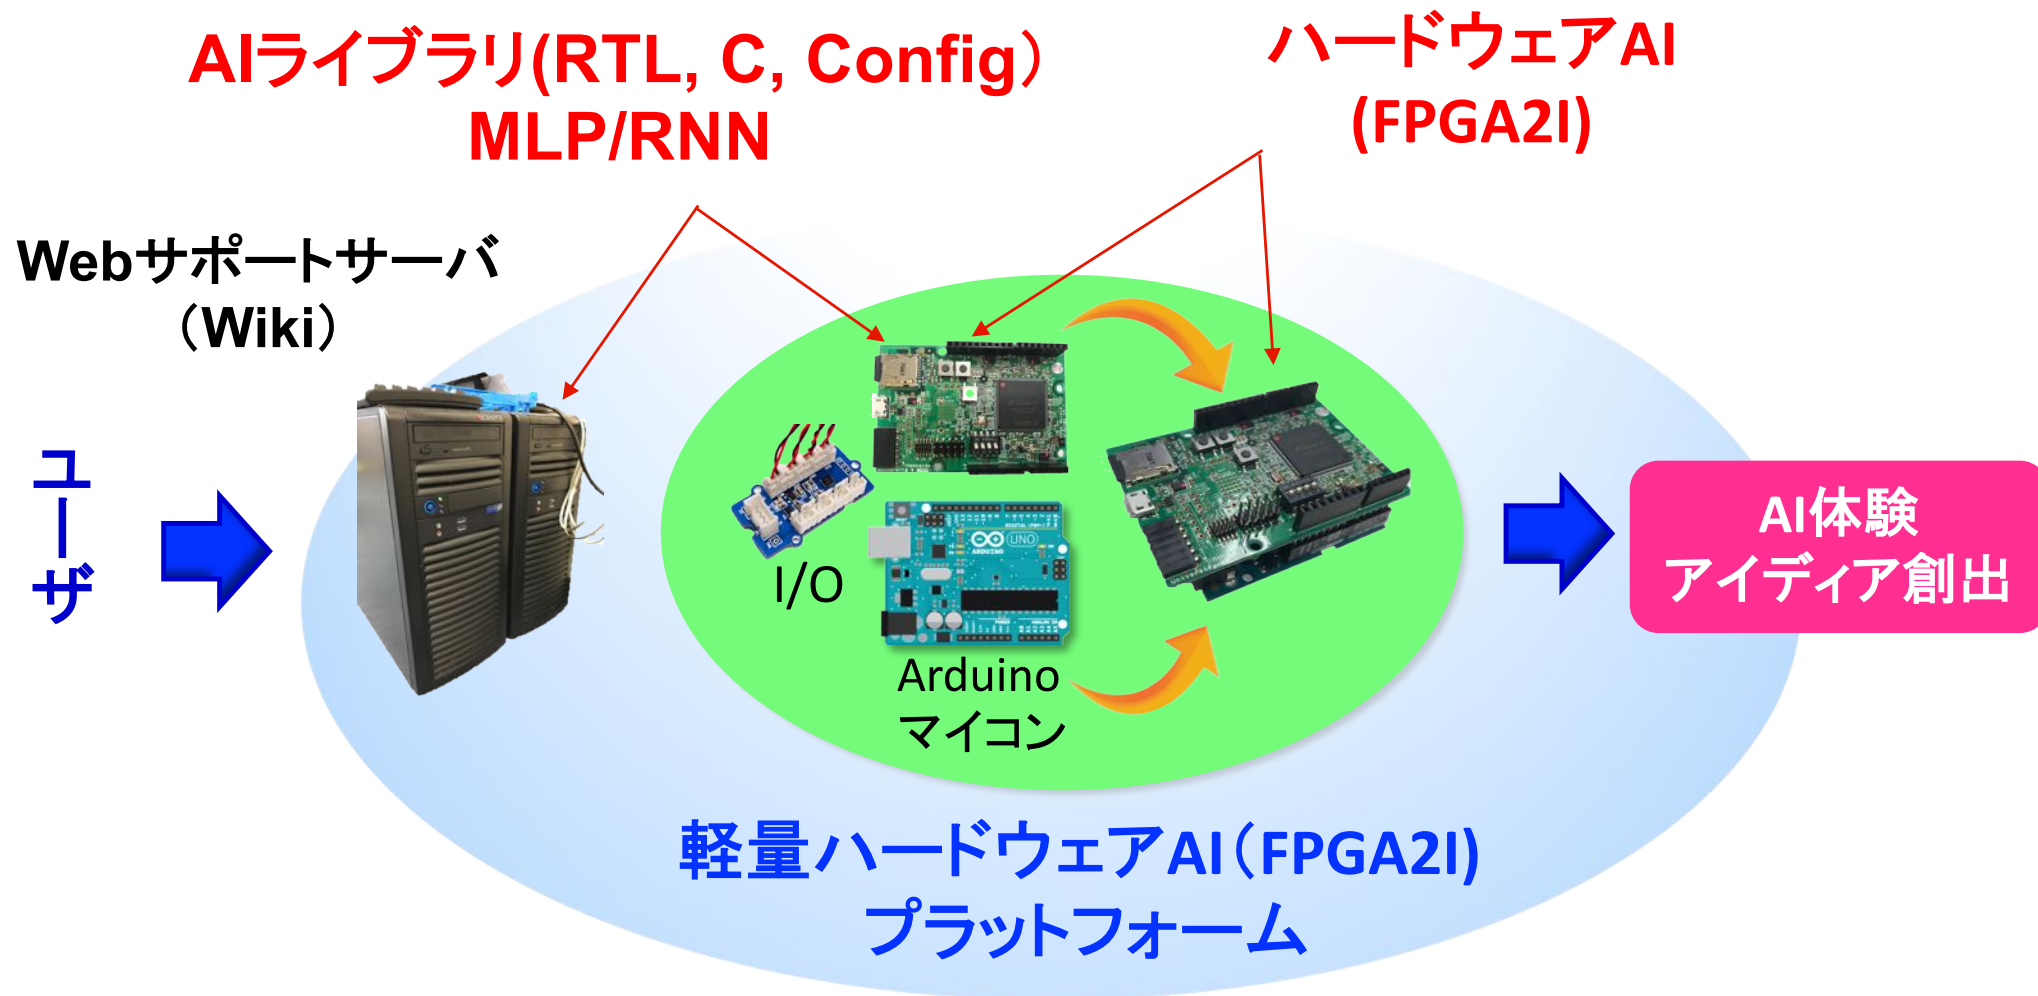 AIライブラリ(RTL, C, Config）
MLP/RNN
ハードウェアAI
(FPGA2I)
Webサポートサーバ
（Wiki）
ユーザ
I/O
ARDUINO
UNO
Arduino
マイコン
AI体験
アイディア創出
軽量ハードウェアAI（FPGA2I)
プラットフォーム